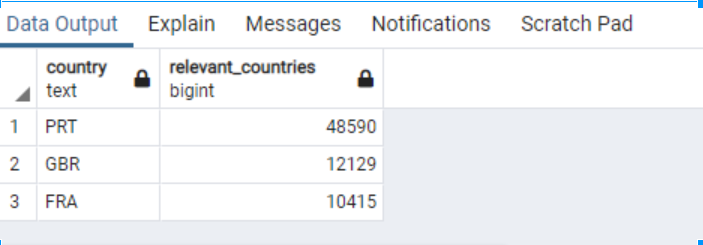 Data Output Explain Messages Notifications Scratch Pad
country relevant_countries
text bigint
1 PRT 48590
2 GBR 12129
3 FRA 10415